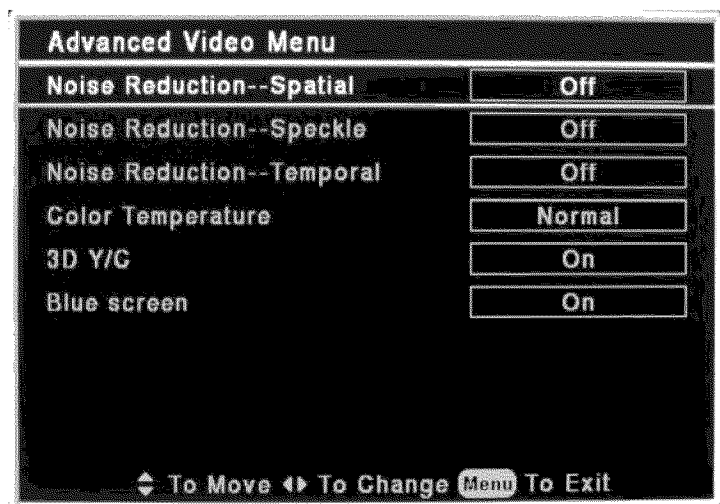 Advanced Video Menu
Noise Reduction--Spatial Off
Noise Reduction--Speckle Off
Noise Reduction--Temporal Off
Color Temperature Normal
3D Y/C On
Blue screen On
To Move To Change Menu To Exit